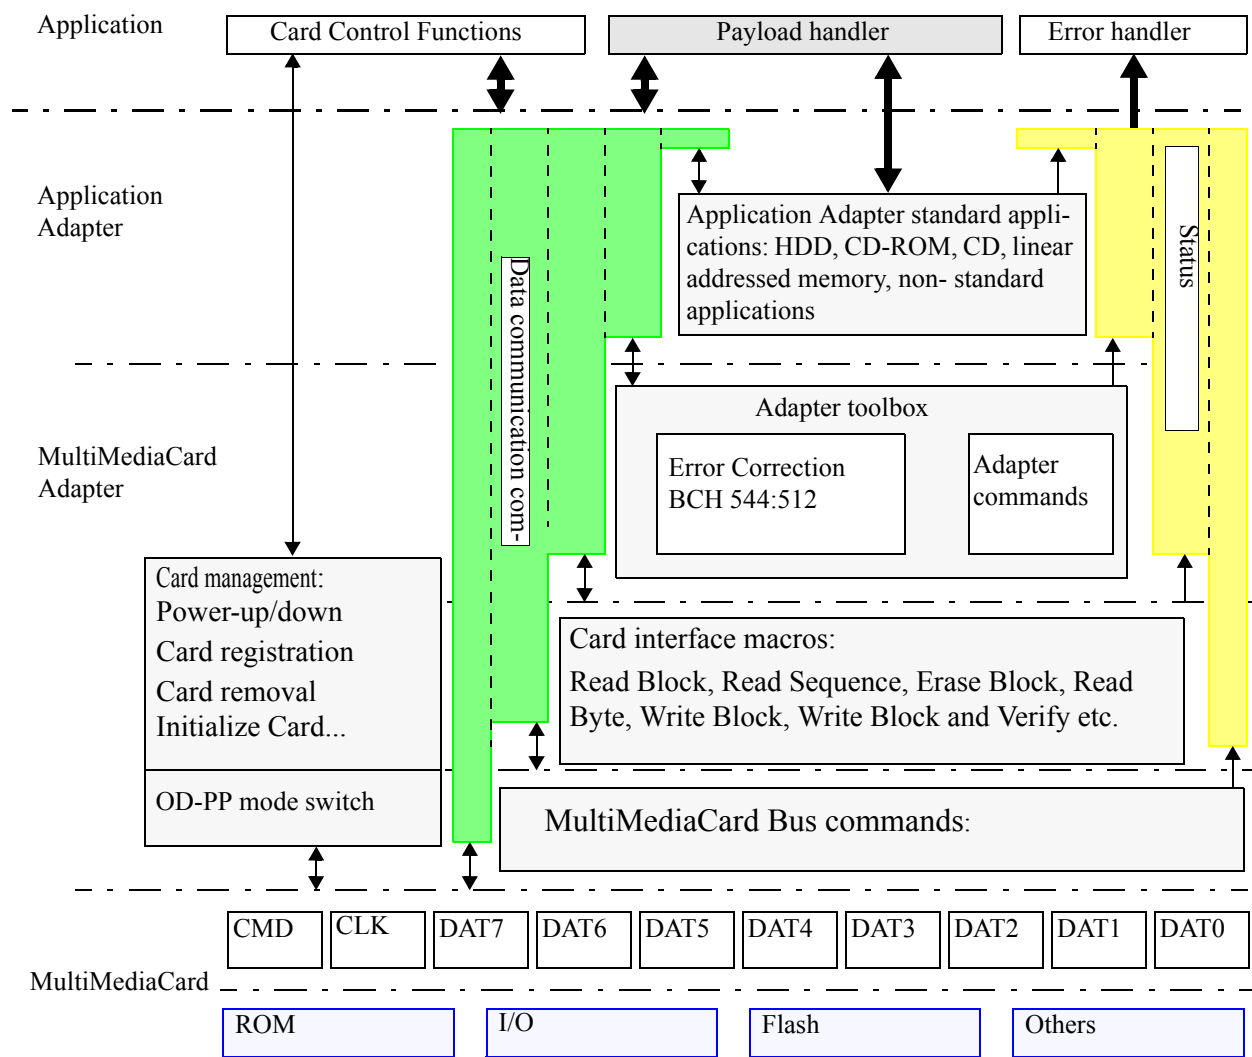 Application
Card Control Functions
Payload handler
Error handler
Application
Adapter
Application Adapter standard appli-
cations: HDD, CD-ROM, CD, linear
addressed memory, non- standard
applications
Status
Data communication com-
MultiMediaCard
Adapter
Adapter toolbox
Error Correction
BCH 544:512
Adapter
commands
Card management:
Power-up/down
Card registration
Card removal
Initialize Card...
OD-PP mode switch
Card interface macros:
Read Block, Read Sequence, Erase Block, Read
Byte, Write Block, Write Block and Verify etc.
MultiMediaCard Bus commands:
CMD
CLK
DAT7
DAT6
DAT5
DAT4
DAT3
DAT2
DAT1
DAT0
MultiMediaCard
ROM
I/O
Flash
Others